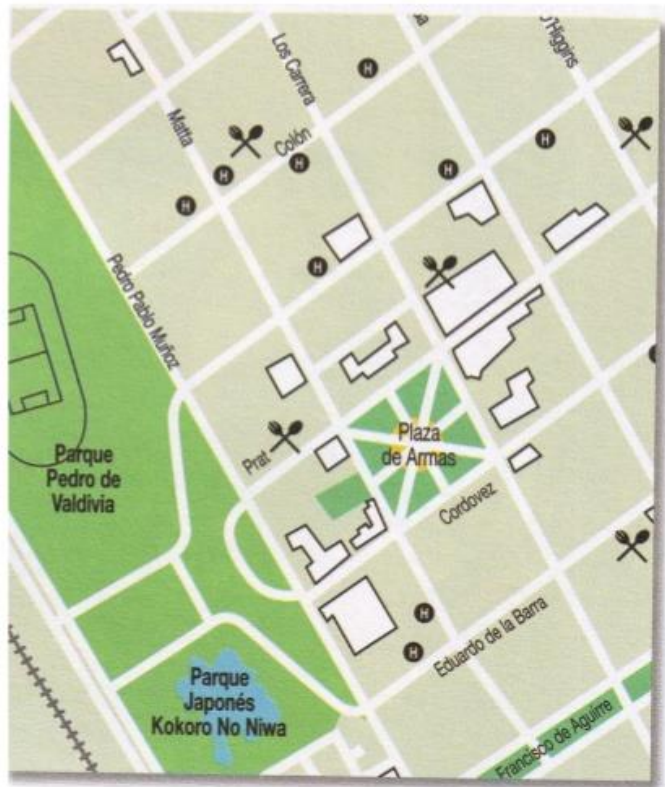 O'Higgins
Los Carrera
Matta
Colón
H
H
H
H
H
H
H
Pedro Pablo Muñoz
Parque
Pedro de
Valdivia
Prat
Plaza
de Armas
Cordovez
H
H
Eduardo de la Barra
Parque
Japonés
Kokoro No Niwa
Francisco de Aguirre